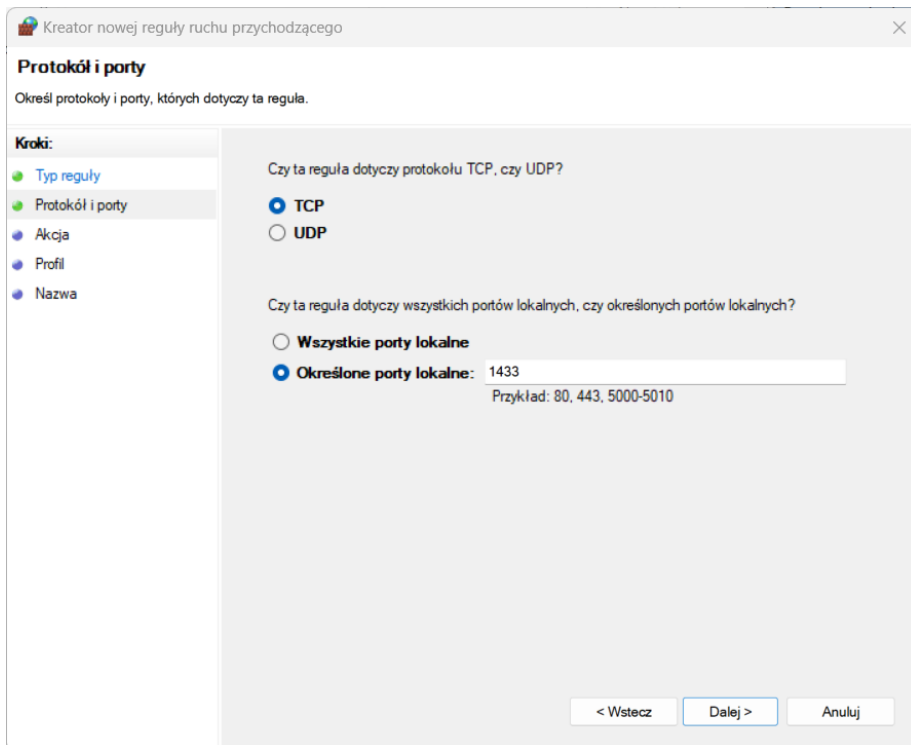 Kreator nowej reguły ruchu przychodzącego
Protokół i porty
Określ protokoły i porty, których dotyczy ta reguła.
Kroki:
Typ reguły
Protokół i porty
Akcja
Profil
Nazwa
Czy ta reguła dotyczy protokołu TCP, czy UDP?
TCP
UDP
Czy ta reguła dotyczy wszystkich portów lokalnych, czy określonych portów lokalnych?
Wszystkie porty lokalne
Określone porty lokalne: 1433
Przykład: 80, 443, 5000-5010
< Wstecz Dalej > Anuluj